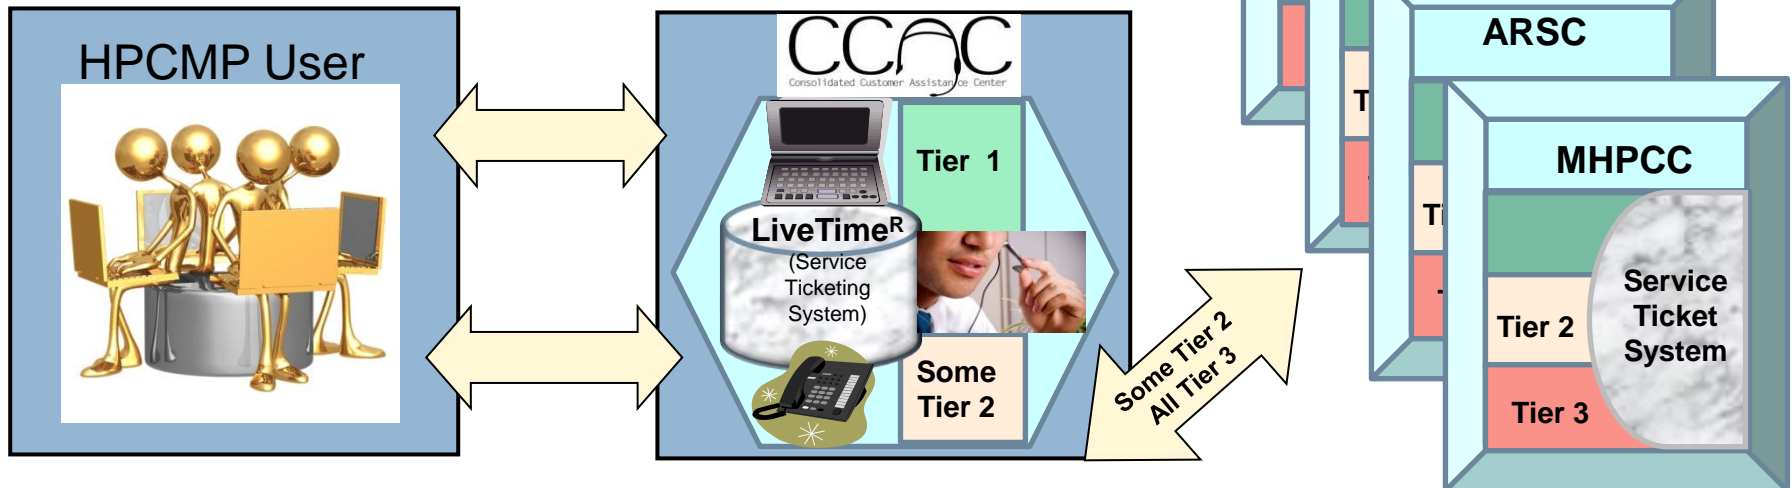 HPCMP User
CCAC
Consolidated Customer Assistance Center
Tier 1
LiveTimeR
(Service
Ticketing
System)
Some
Tier 2
Some Tier 2
All Tier 3
ARSC
MHPCC
Tier 2
Tier 3
Service
Ticket
System